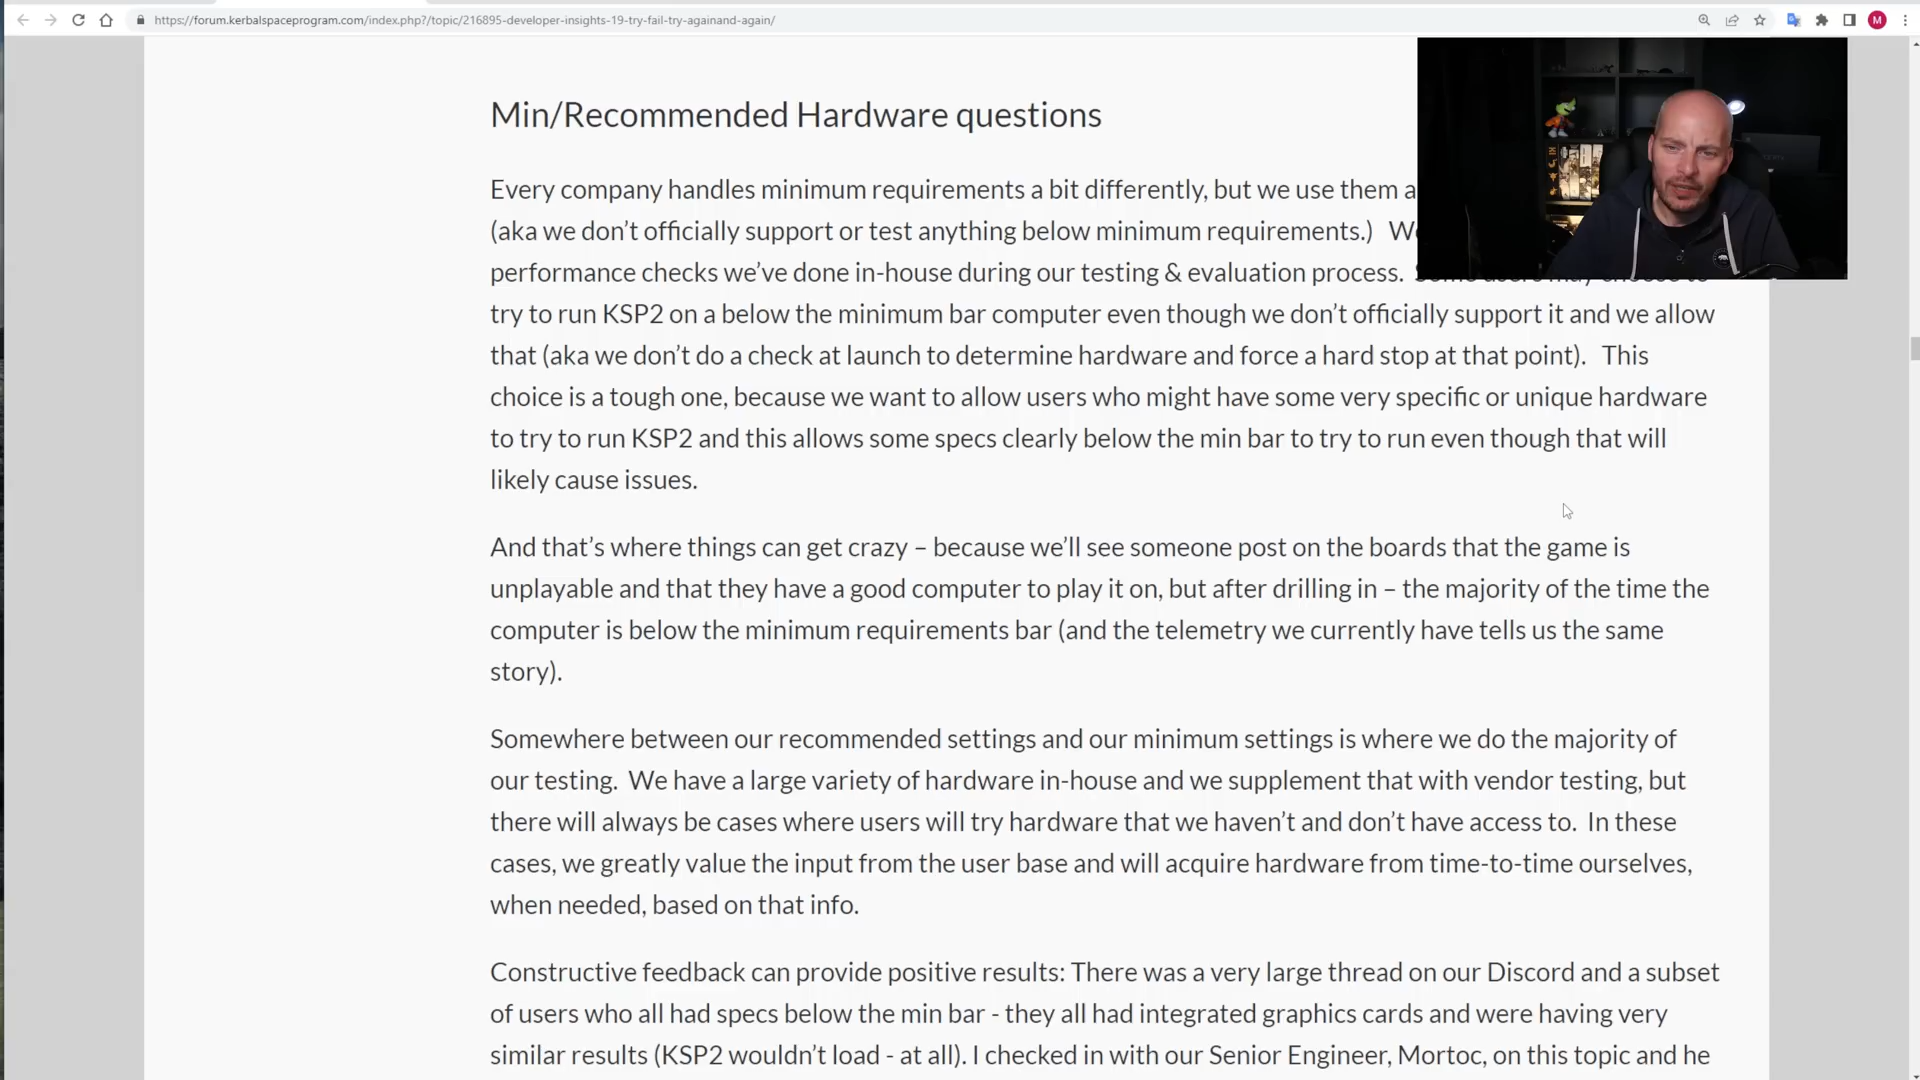 https://forum.kerbalspaceprogram.com/index.php?/topic/216895-developer-insights-19-try-fail-try-againand-again/
M
Min/Recommended Hardware questions
Every company handles minimum requirements a bit differently, but we use them a
(aka we don't officially support or test anything below minimum requirements.)  We
performance checks we've done in-house during our testing & evaluation process.  Some users may choose to
try to run KSP2 on a below the minimum bar computer even though we don't officially support it and we allow
that (aka we don't do a check at launch to determine hardware and force a hard stop at that point).  This
choice is a tough one, because we want to allow users who might have some very specific or unique hardware
to try to run KSP2 and this allows some specs clearly below the min bar to try to run even though that will
likely cause issues.
And that's where things can get crazy – because we'll see someone post on the boards that the game is
unplayable and that they have a good computer to play it on, but after drilling in – the majority of the time the
computer is below the minimum requirements bar (and the telemetry we currently have tells us the same
story).
Somewhere between our recommended settings and our minimum settings is where we do the majority of
our testing.  We have a large variety of hardware in-house and we supplement that with vendor testing, but
there will always be cases where users will try hardware that we haven't and don't have access to.  In these
cases, we greatly value the input from the user base and will acquire hardware from time-to-time ourselves,
when needed, based on that info.
Constructive feedback can provide positive results: There was a very large thread on our Discord and a subset
of users who all had specs below the min bar - they all had integrated graphics cards and were having very
similar results (KSP2 wouldn't load - at all). I checked in with our Senior Engineer, Mortoc, on this topic and he